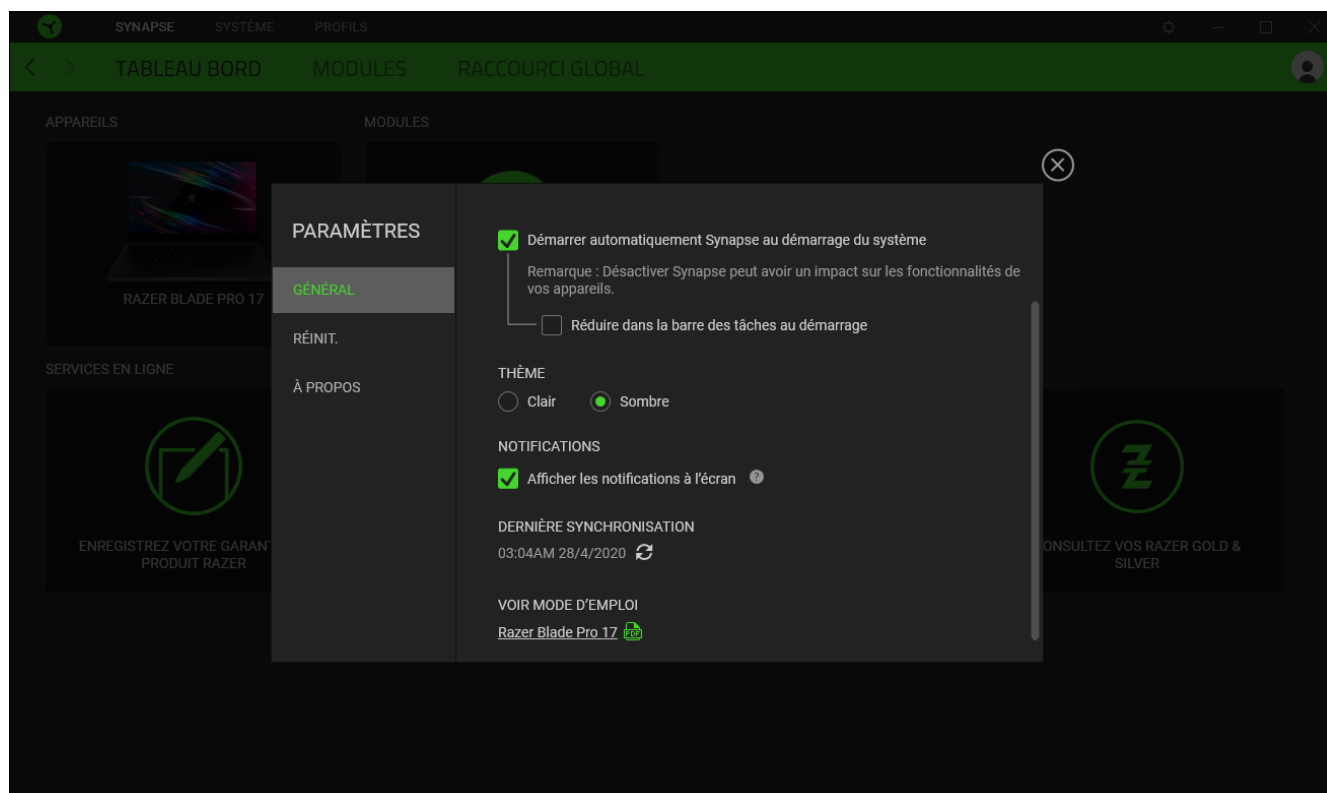 SYNAPSE SYSTÈME PROFILS
TABLEAU BORD MODULES RACCOURCI GLOBAL
APPAREILS MODULES
RAZER BLADE PRO 17
SERVICES EN LIGNE
ENREGISTREZ VOTRE
PRODUIT RAZER
PARAMÈTRES
GÉNÉRAL
RÉINIT.
À PROPOS
Démarrer automatiquement Synapse au démarrage du système
Remarque : Désactiver Synapse peut avoir un impact sur les fonctionnalités de
vos appareils.
Réduire dans la barre des tâches au démarrage
THÈME
Clair Sombre
NOTIFICATIONS
Afficher les notifications à l'écran
DERNIÈRE SYNCHRONISATION
03:04AM 28/4/2020
VOIR MODE D'EMPLOI
Razer Blade Pro 17 PDF
VOS RAZER GOLD &
SILVER